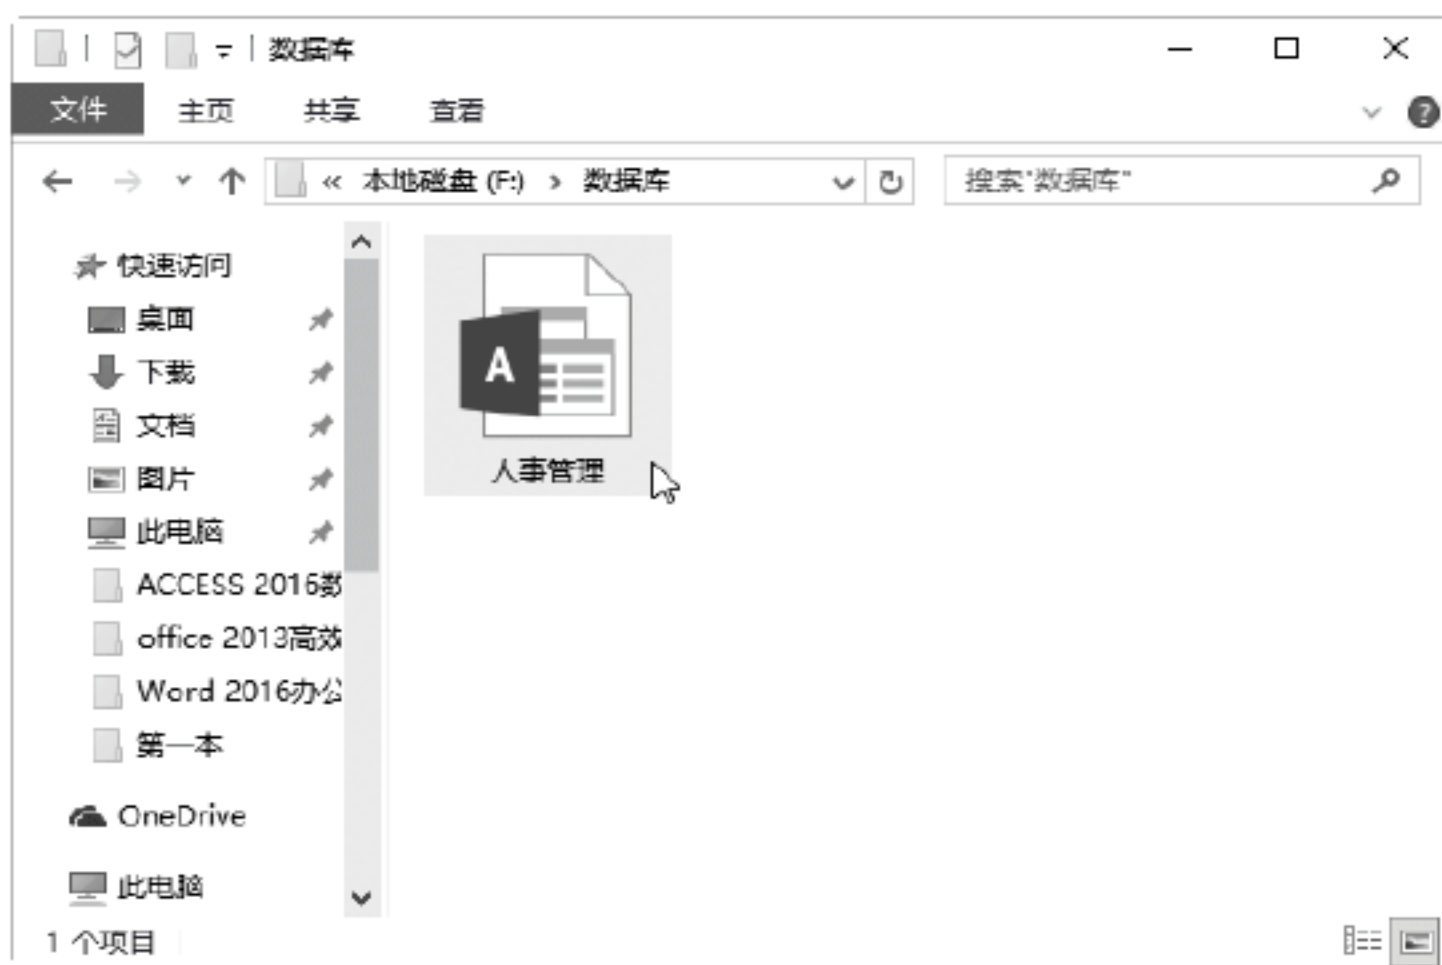 数据库
文件 主页 共享 查看
« 本地磁盘 (F:) › 数据库 搜索"数据库"
快速访问
桌面
下载
文档
图片
此电脑
ACCESS 2016数
office 2013高效
Word 2016办公
第一本
OneDrive
此电脑
A
人事管理
1 个项目